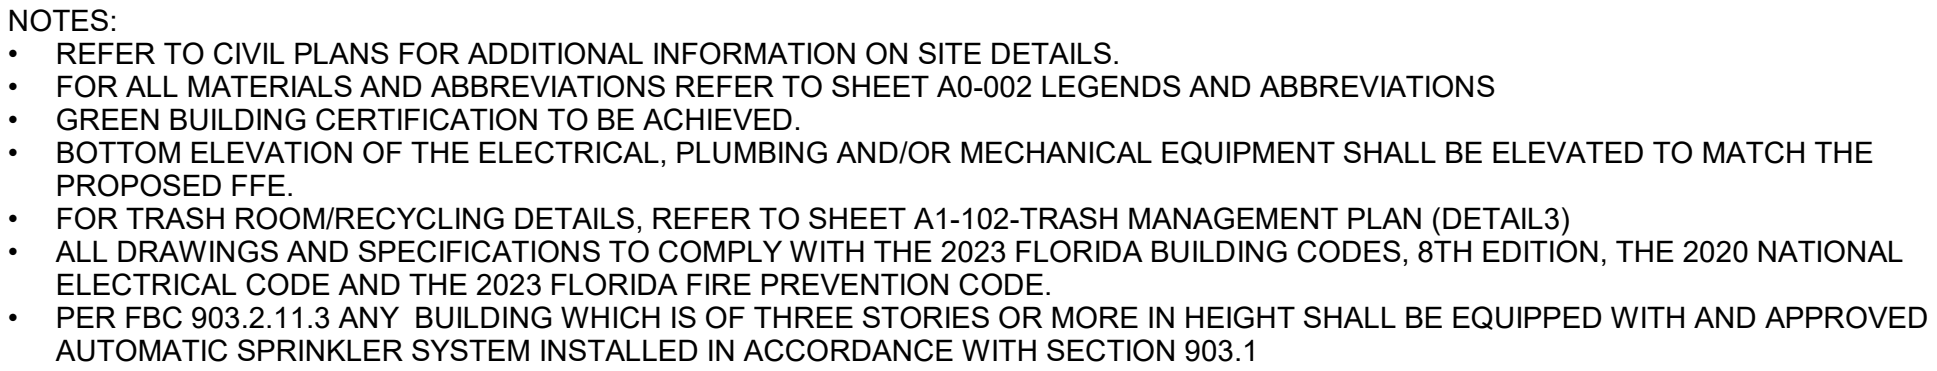 NOTES:
• REFER TO CIVIL PLANS FOR ADDITIONAL INFORMATION ON SITE DETAILS.
• FOR ALL MATERIALS AND ABBREVIATIONS REFER TO SHEET A0-002 LEGENDS AND ABBREVIATIONS
• GREEN BUILDING CERTIFICATION TO BE ACHIEVED.
• BOTTOM ELEVATION OF THE ELECTRICAL, PLUMBING AND/OR MECHANICAL EQUIPMENT SHALL BE ELEVATED TO MATCH THE
PROPOSED FFE.
• FOR TRASH ROOM/RECYCLING DETAILS, REFER TO SHEET A1-102-TRASH MANAGEMENT PLAN (DETAIL3)
• ALL DRAWINGS AND SPECIFICATIONS TO COMPLY WITH THE 2023 FLORIDA BUILDING CODES, 8TH EDITION, THE 2020 NATIONAL
ELECTRICAL CODE AND THE 2023 FLORIDA FIRE PREVENTION CODE.
• PER FBC 903.2.11.3 ANY  BUILDING WHICH IS OF THREE STORIES OR MORE IN HEIGHT SHALL BE EQUIPPED WITH AND APPROVED
AUTOMATIC SPRINKLER SYSTEM INSTALLED IN ACCORDANCE WITH SECTION 903.1